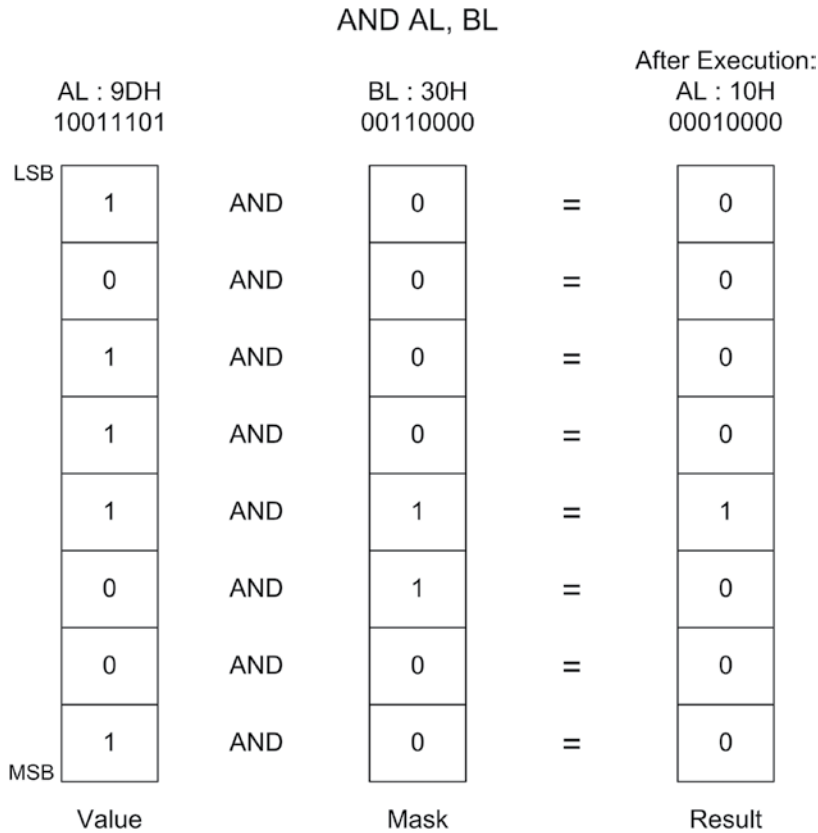 AND AL, BL
After Execution:
AL : 9DH BL : 30H AL : 10H
10011101 00110000 00010000
LSB
1 AND 0 = 0
0 AND 0 = 0
1 AND 0 = 0
1 AND 0 = 0
1 AND 1 = 1
0 AND 1 = 0
0 AND 0 = 0
1 AND 0 = 0
MSB
Value Mask Result